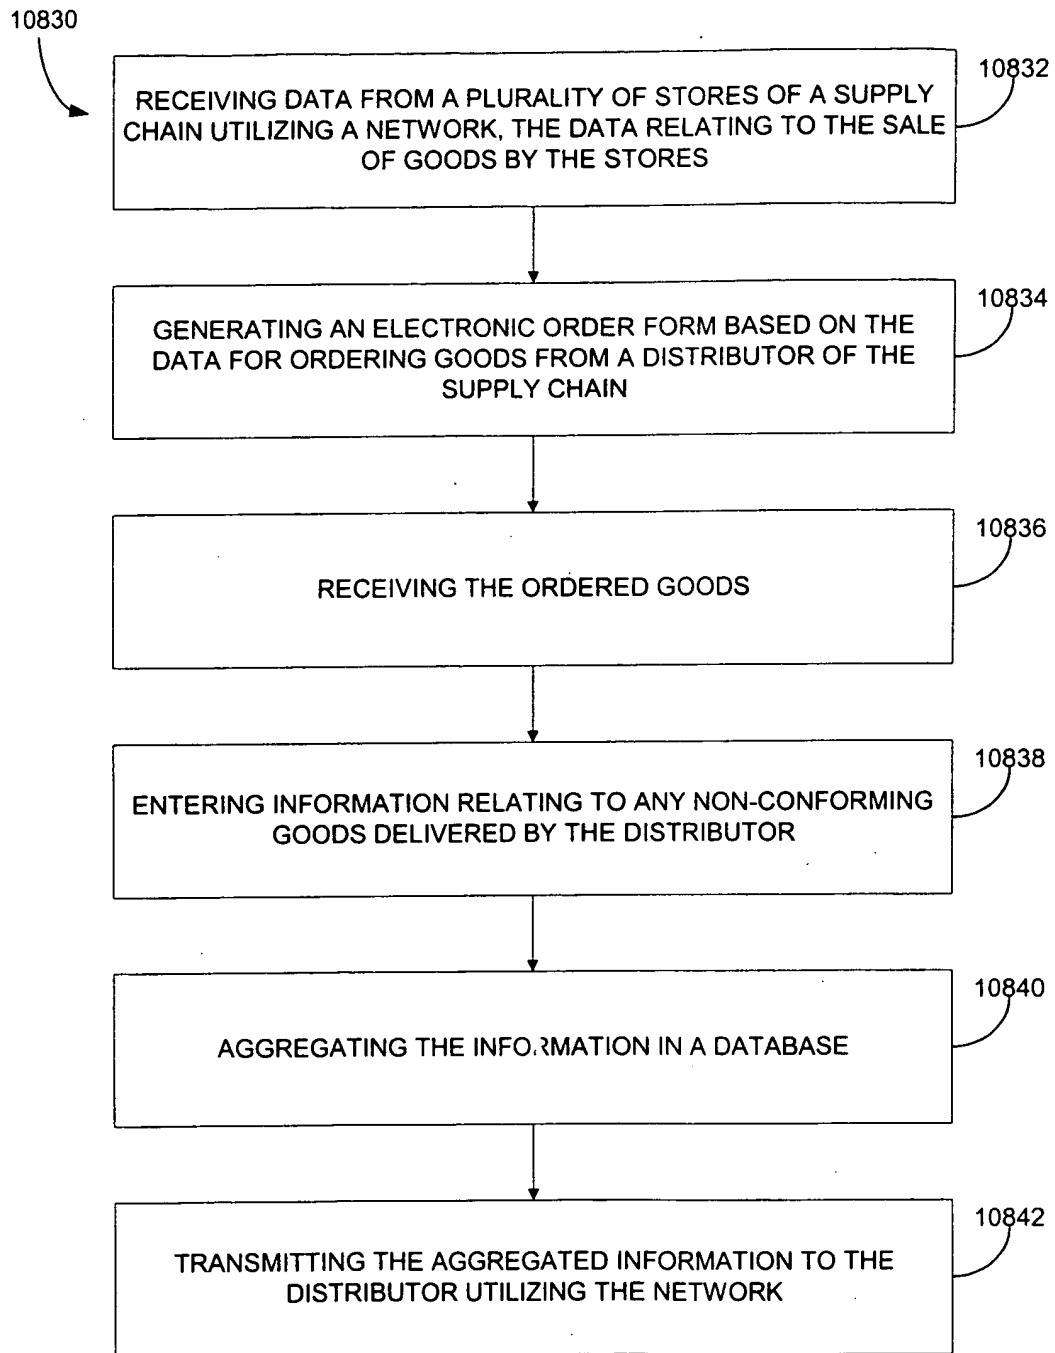 10830
10832
RECEIVING DATA FROM A PLURALITY OF STORES OF A SUPPLY
CHAIN UTILIZING A NETWORK, THE DATA RELATING TO THE SALE
OF GOODS BY THE STORES
10834
GENERATING AN ELECTRONIC ORDER FORM BASED ON THE
DATA FOR ORDERING GOODS FROM A DISTRIBUTOR OF THE
SUPPLY CHAIN
10836
RECEIVING THE ORDERED GOODS
10838
ENTERING INFORMATION RELATING TO ANY NON-CONFORMING
GOODS DELIVERED BY THE DISTRIBUTOR
10840
AGGREGATING THE INFORMATION IN A DATABASE
10842
TRANSMITTING THE AGGREGATED INFORMATION TO THE
DISTRIBUTOR UTILIZING THE NETWORK